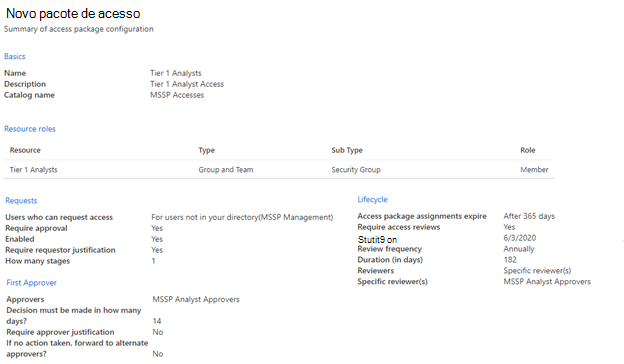 Novo pacote de acesso
Summary of access package configuration
Basics
Name Tier 1 Analysts
Description Tier 1 Analyst Access
Catalog name MSSP Accesses
Resource roles
Resource Type Sub Type Role
Tier 1 Analysts Group and Team Security Group Member
Requests
Users who can request access For users not in your directory(MSSP Management)
Require approval Yes
Enabled Yes
Require requestor justification Yes
How many stages 1
First Approver
Approvers MSSP Analyst Approvers
Decision must be made in how many
days? 14
Require approver justification No
If no action taken, forward to alternate
approvers? No
Lifecycle
Access package assignments expire After 365 days
Require access reviews Yes
Stutit9 on 6/3/2020
Review frequency Annually
Duration (in days) 182
Reviewers Specific reviewer(s)
Specific reviewer(s) MSSP Analyst Approvers